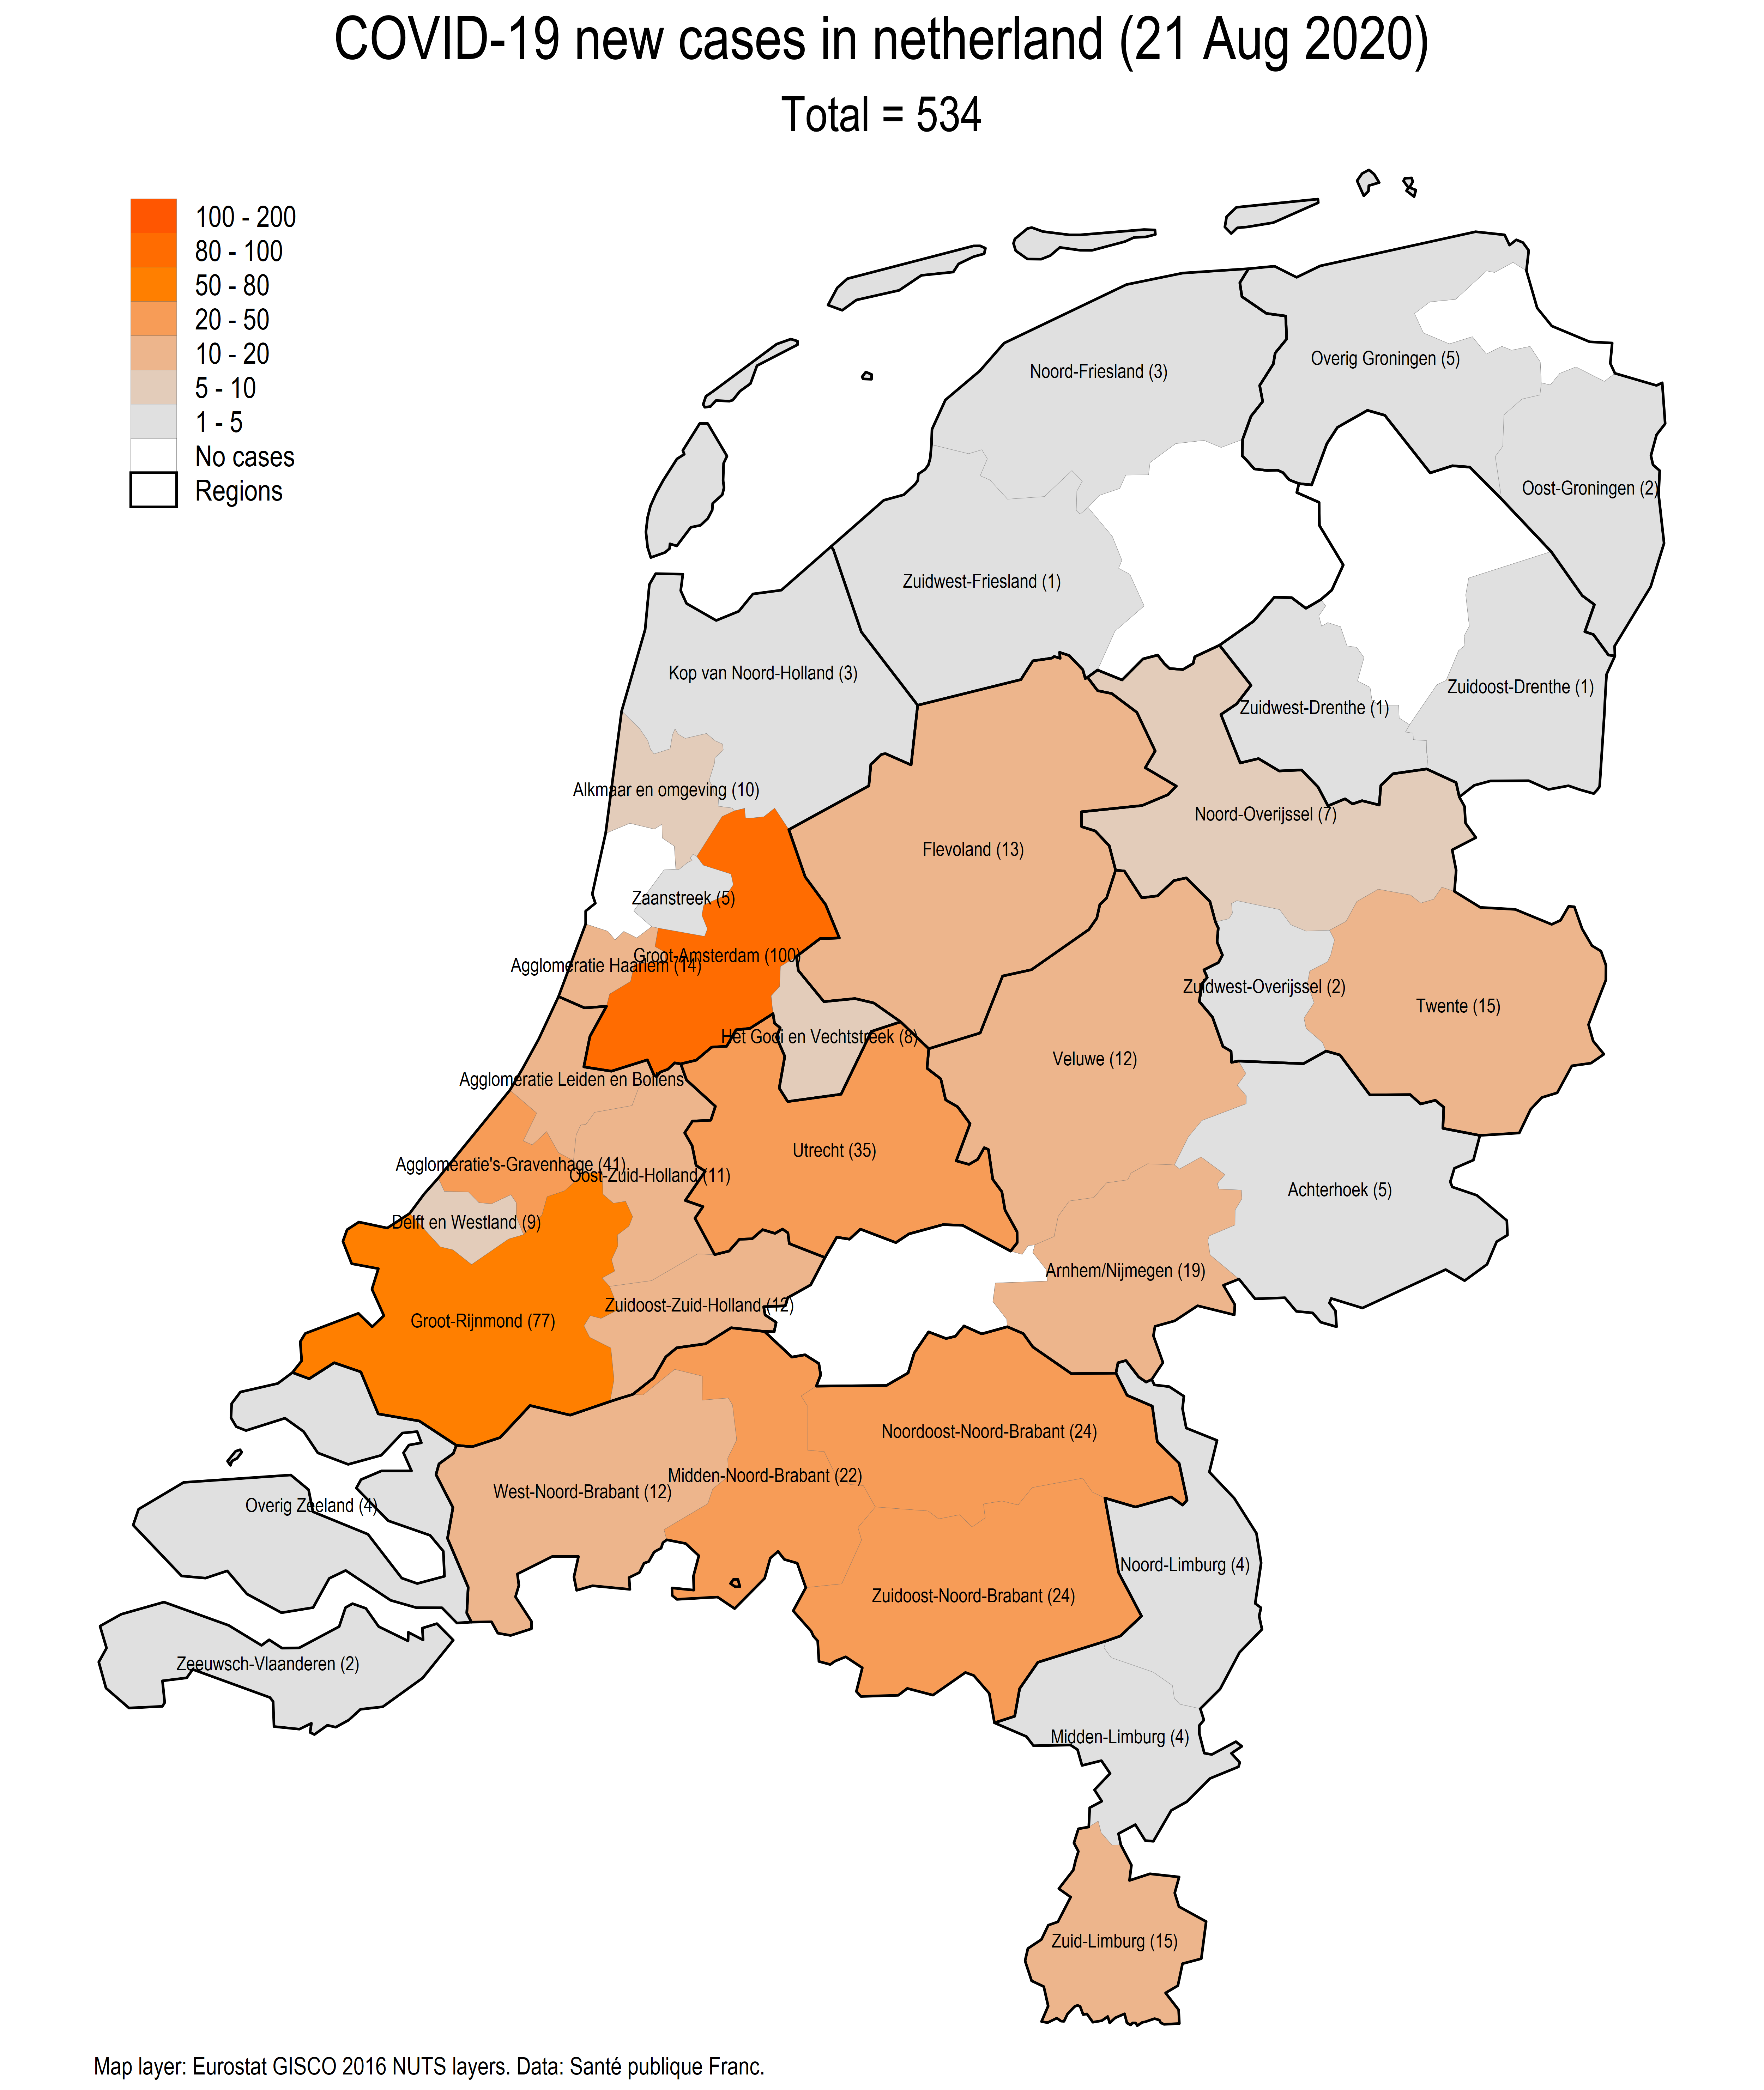 COVID-19 new cases in netherland (21 Aug 2020)
Total = 534
100 - 200
80 - 100
50 - 80
20 - 50
10 - 20
5 - 10
1 - 5
No cases
Regions
Overig Groningen (5)
Noord-Friesland (3)
Oost-Groningen (2)
Zuidwest-Friesland (1)
Kop van Noord-Holland (3)
Zuidoost-Drenthe (1)
Zuidwest-Drenthe (1)
Alkmaar en omgeving (10)
Noord-Overijssel (7)
Flevoland (13)
Zaanstreek (5)
Groot-Amsterdam (100)
Agglomeratie Haarlem (14)
Zuidwest-Overijssel (2)
Twente (15)
Het Gooi en Vechtstreek (8)
Veluwe (12)
Agglomeratie Leiden en Bollens
Utrecht (35)
Agglomeratie's-Gravenhage (41)
Oost-Zuid-Holland (11)
Achterhoek (5)
Delft en Westland (9)
Arnhem/Nijmegen (19)
Zuidoost-Zuid-Holland (12)
Groot-Rijnmond (77)
Noordoost-Noord-Brabant (24)
Midden-Noord-Brabant (22)
West-Noord-Brabant (12)
Overig Zeeland (4)
Noord-Limburg (4)
Zuidoost-Noord-Brabant (24)
Zeeuwsch-Vlaanderen (2)
Midden-Limburg (4)
Zuid-Limburg (15)
Map layer: Eurostat GISCO 2016 NUTS layers. Data: Santé publique Franc.